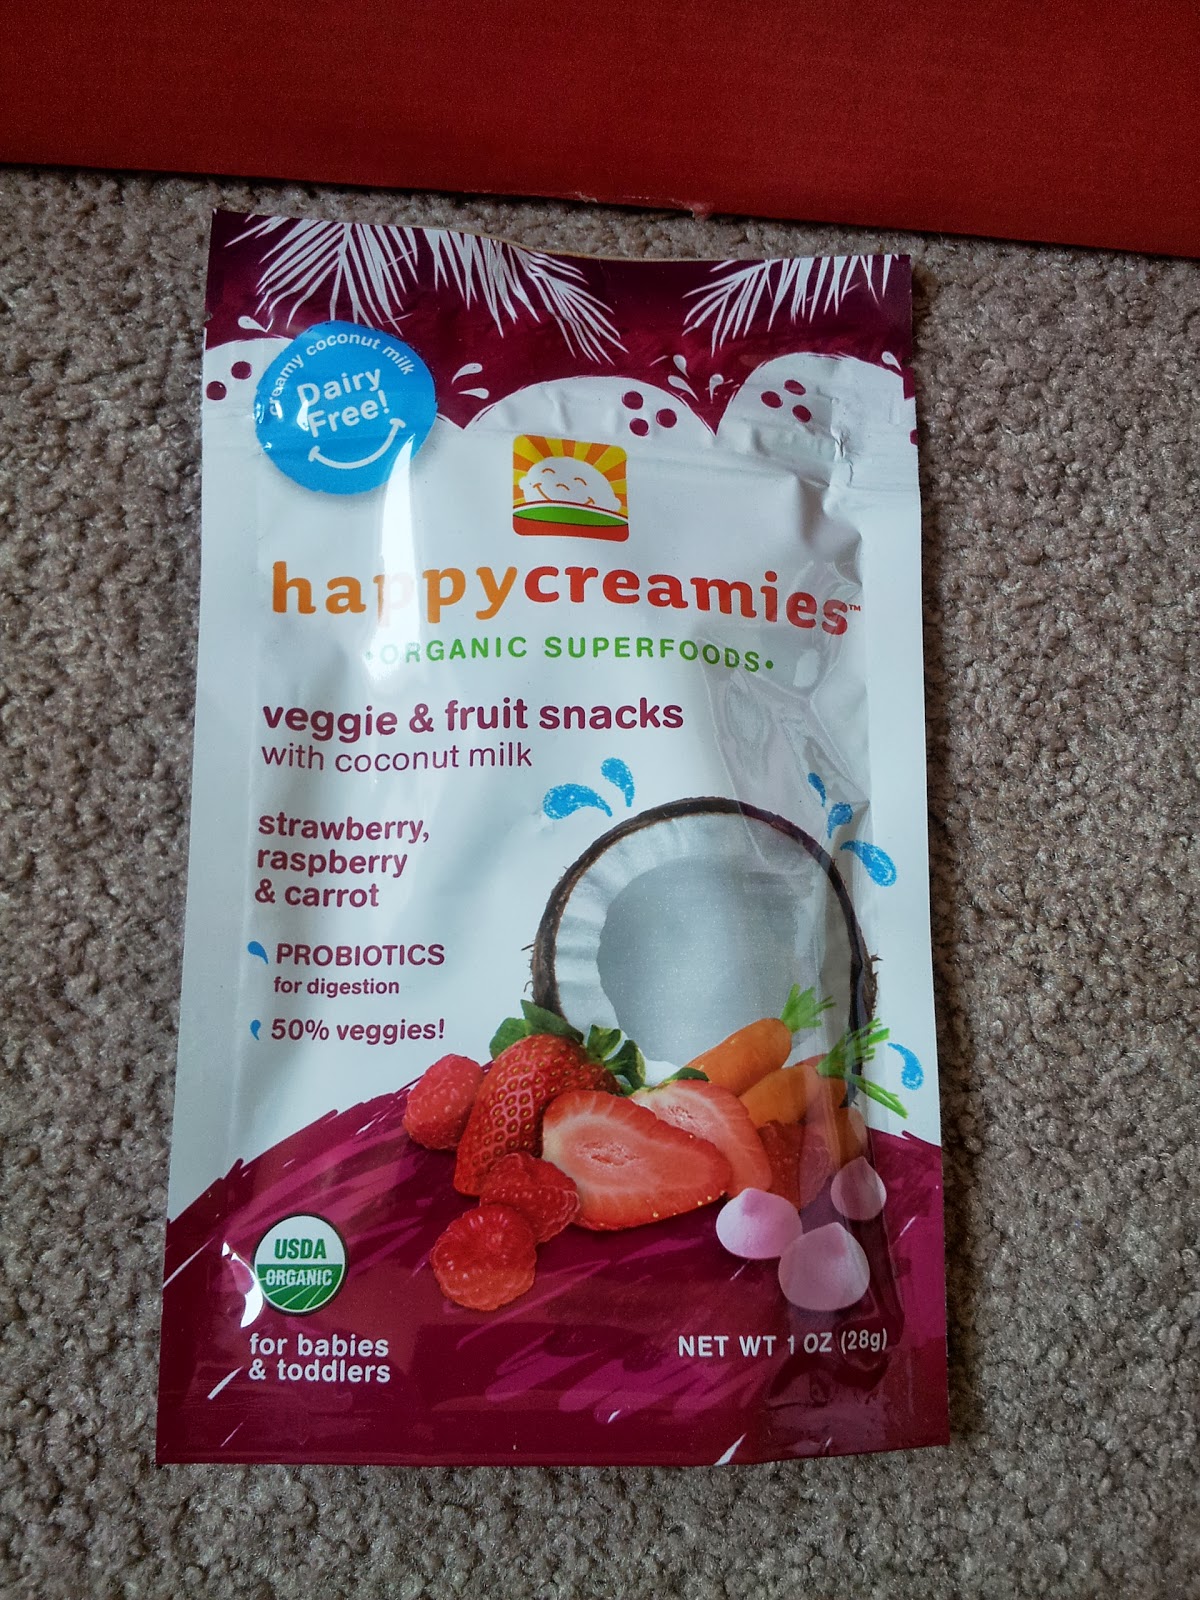 creamy coconut milk
Dairy
Free!
happycreamies™
•ORGANIC SUPERFOODS•
veggie & fruit snacks
with coconut milk
strawberry,
raspberry
& carrot
PROBIOTICS
for digestion
50% veggies!
USDA
ORGANIC
for babies
& toddlers
NET WT 1 OZ (28g)